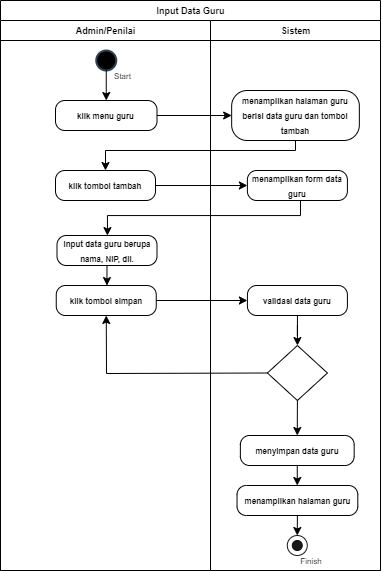 Input Data Guru
Admin/Penilai
Sistem
Start
klik menu guru
menampilkan halaman guru
berisi data guru dan tombol
tambah
klik tombol tambah
menampilkan form data
guru
input data guru berupa
nama, NIP, dll.
klik tombol simpan
validasi data guru
menyimpan data guru
menampilkan halaman guru
Finish